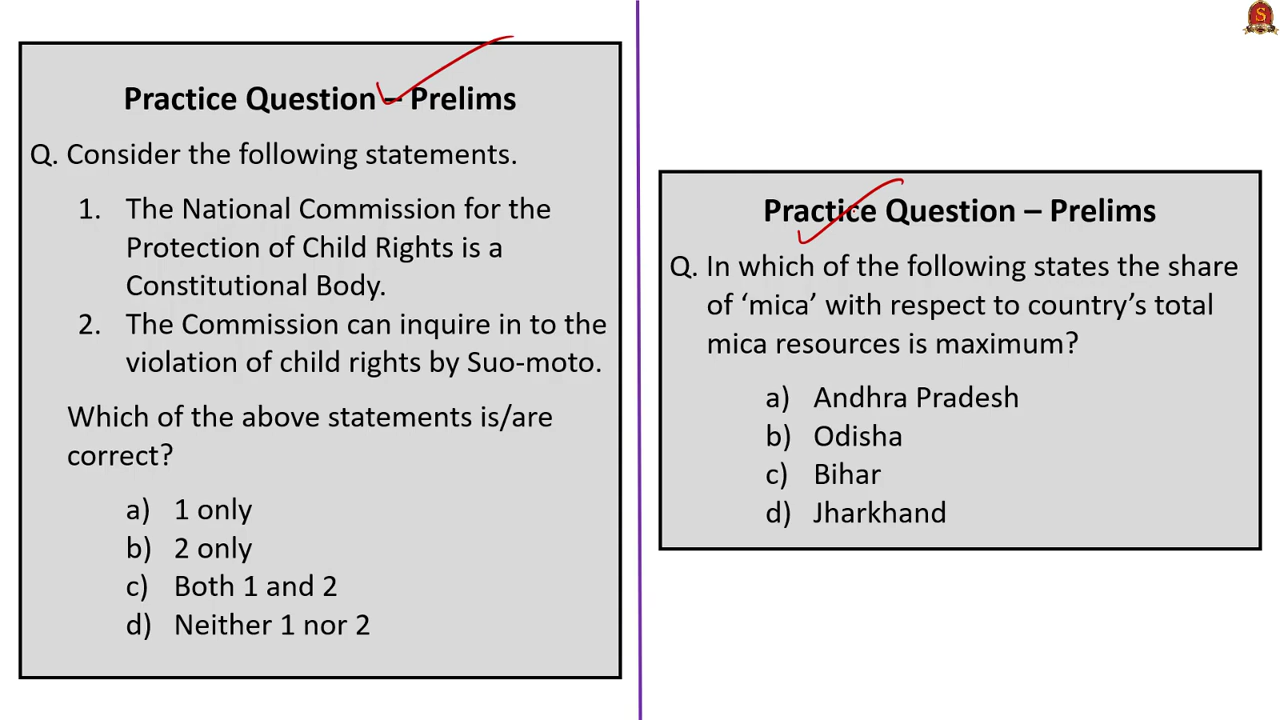 Practice Question – Prelims
Q. Consider the following statements.
1. The National Commission for the
Protection of Child Rights is a
Constitutional Body.
2. The Commission can inquire in to the
violation of child rights by Suo-moto.
Which of the above statements is/are
correct?
a) 1 only
b) 2 only
c) Both 1 and 2
d) Neither 1 nor 2
Practice Question – Prelims
Q. In which of the following states the share
of ‘mica’ with respect to country’s total
mica resources is maximum?
a) Andhra Pradesh
b) Odisha
c) Bihar
d) Jharkhand
S